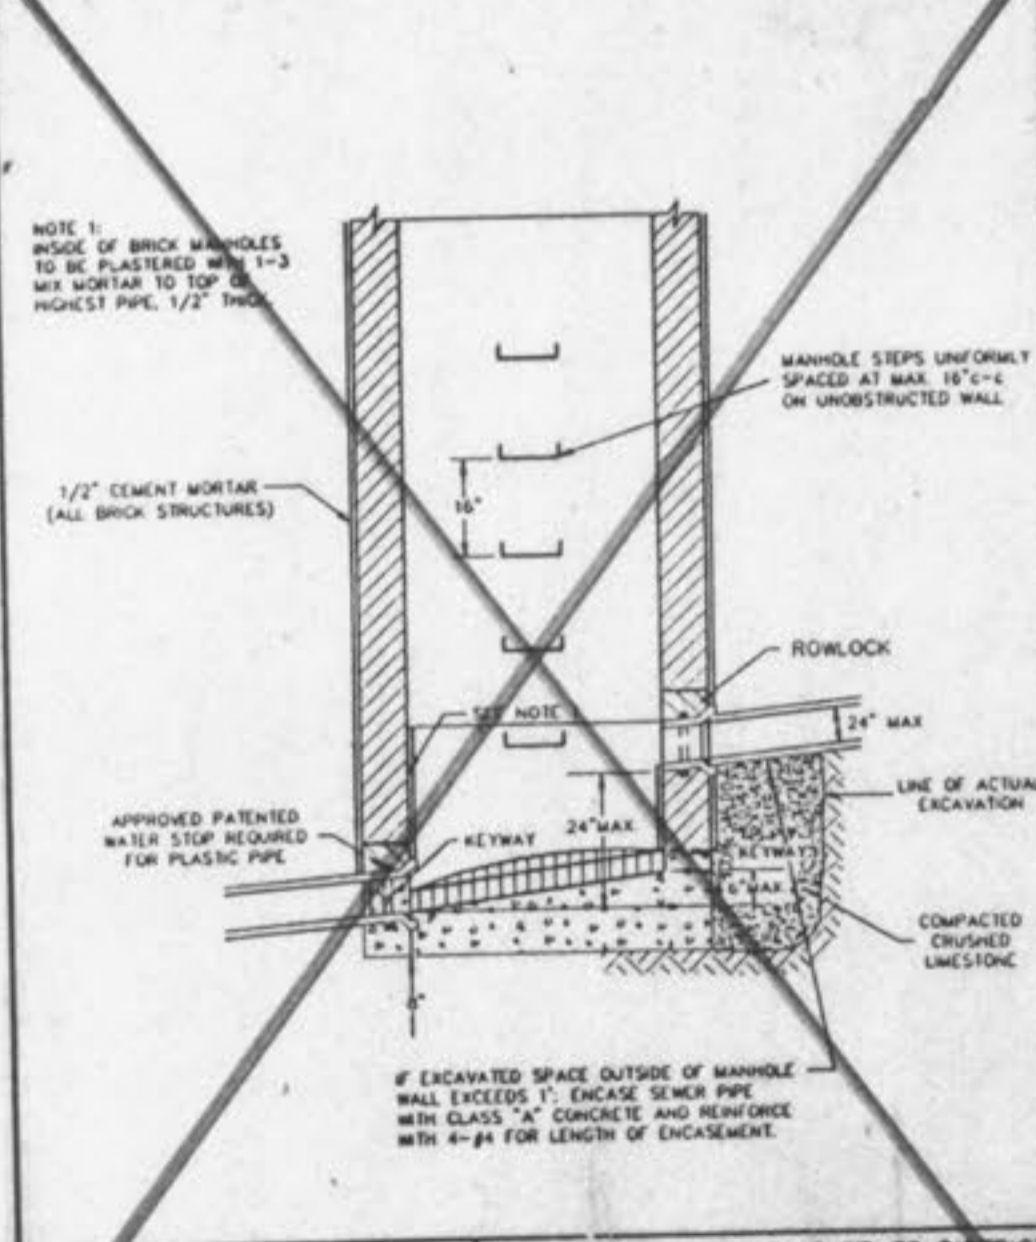 NOTE 1:
INSIDE OF BRICK MANHOLES
TO BE PLASTERED WITH 1-3
MIX MORTAR TO TOP OF
HIGHEST PIPE, 1/2" THICK.
MANHOLE STEPS UNIFORMLY
SPACED AT MAX. 16"c-c
ON UNOBSTRUCTED WALL
1/2" CEMENT MORTAR
(ALL BRICK STRUCTURES)
16"
ROWLOCK
SEE NOTE 1
24" MAX
LINE OF ACTUAL
EXCAVATION
APPROVED PATENTED
WATER STOP REQUIRED
FOR PLASTIC PIPE
KEYWAY
24"MAX
KEYWAY
6"MAX
COMPACTED
CRUSHED
LIMESTONE
IF EXCAVATED SPACE OUTSIDE OF MANHOLE
WALL EXCEEDS 1"; ENCASE SEWER PIPE
WITH CLASS "A" CONCRETE AND REINFORCE
WITH 4-#4 FOR LENGTH OF ENCASEMENT.